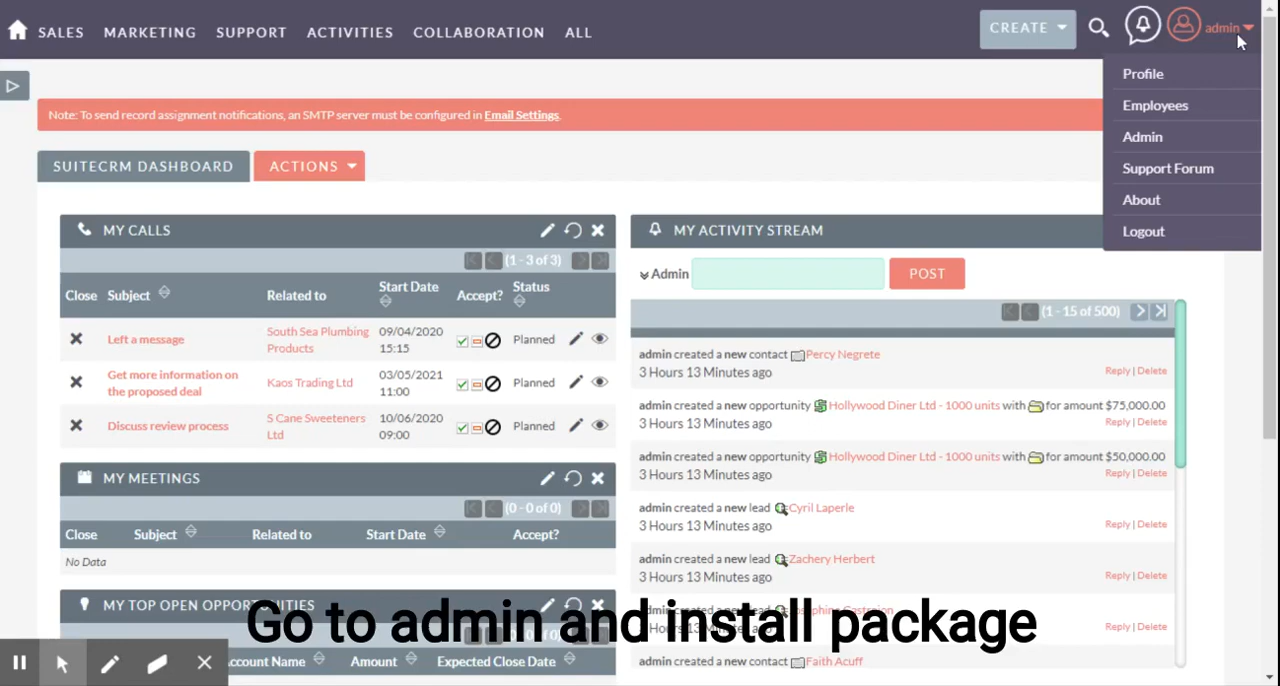 SALES MARKETING SUPPORT ACTIVITIES COLLABORATION ALL CREATE admin
Profile
Employees
Admin
Support Forum
About
Logout
Note: To send record assignment notifications, an SMTP server must be configured in Email Settings.
SUITECRM DASHBOARD ACTIONS
MY CALLS
(1 - 3 of 3)
Close Subject Related to Start Date Accept? Status
Left a message South Sea Plumbing Products 09/04/2020 15:15 Planned
Get more information on the proposed deal Kaos Trading Ltd 03/05/2021 11:00 Planned
Discuss review process S Cane Sweeteners Ltd 10/06/2020 09:00 Planned
MY MEETINGS
(0 - 0 of 0)
Close Subject Related to Start Date Accept?
No Data
MY TOP OPEN OPPORTUNITIES
Account Name Amount Expected Close Date
MY ACTIVITY STREAM
Admin POST
(1 - 15 of 500)
admin created a new contact Percy Negrete
3 Hours 13 Minutes ago Reply | Delete
admin created a new opportunity Hollywood Diner Ltd - 1000 units with for amount $75,000.00
3 Hours 13 Minutes ago Reply | Delete
admin created a new opportunity Hollywood Diner Ltd - 1000 units with for amount $50,000.00
3 Hours 13 Minutes ago Reply | Delete
admin created a new lead Cyril Laperle
3 Hours 13 Minutes ago Reply | Delete
admin created a new lead Zachery Herbert
3 Hours 13 Minutes ago Reply | Delete
Reply | Delete
admin created a new contact Faith Acuff
Go to admin and install package